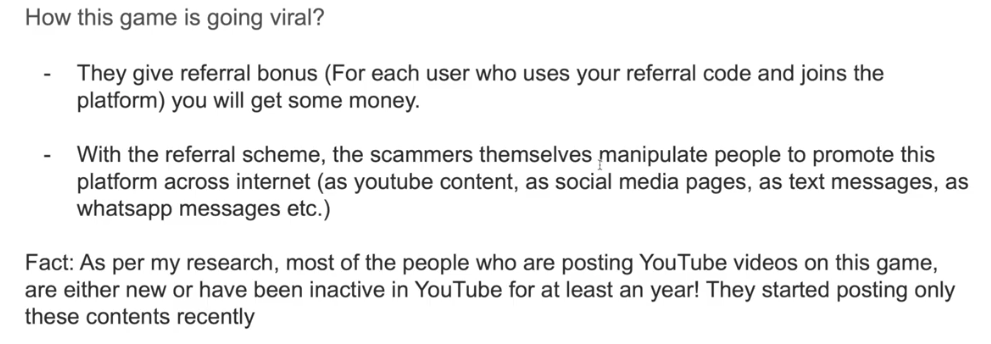 How this game is going viral?
- They give referral bonus (For each user who uses your referral code and joins the
platform) you will get some money.
- With the referral scheme, the scammers themselves manipulate people to promote this
platform across internet (as youtube content, as social media pages, as text messages, as
whatsapp messages etc.)
Fact: As per my research, most of the people who are posting YouTube videos on this game,
are either new or have been inactive in YouTube for at least an year! They started posting only
these contents recently